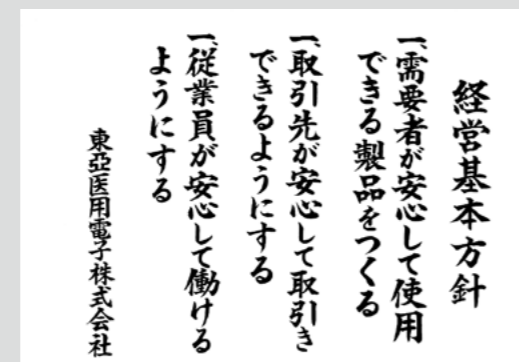 経営基本方針
一、需要者が安心して使用
できる製品をつくる
一、取引先が安心して取引き
できるようにする
一、従業員が安心して働ける
ようにする
東亞医用電子株式会社